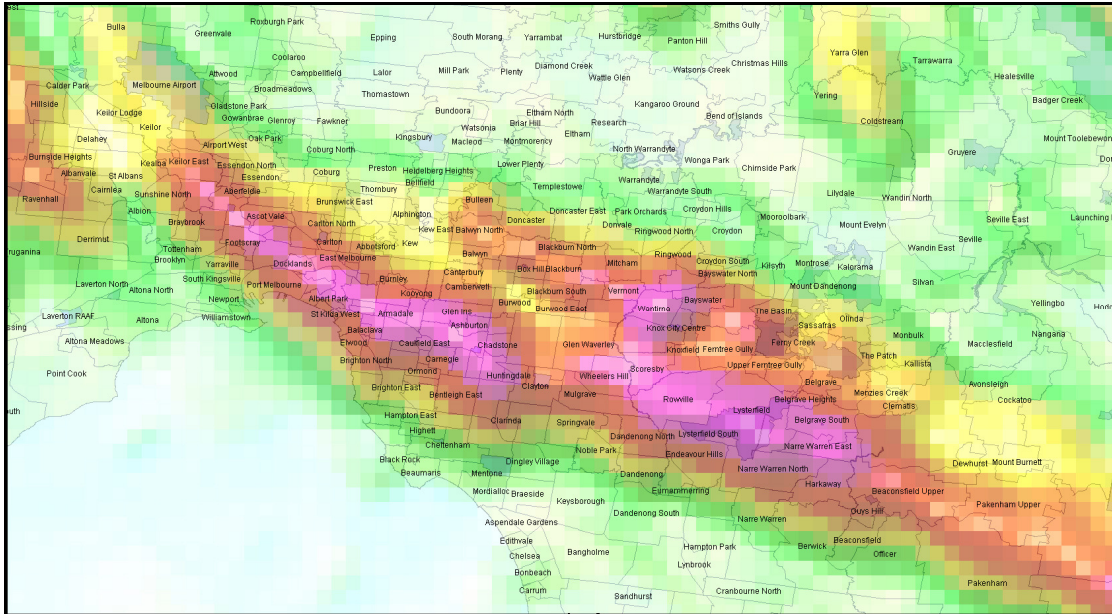 Bulla
Roxburgh Park
Greenvale
Epping
South Morang
Yarrambat
Hurstbridge
Smiths Gully
Panton Hill
Yarra Glen
Tarrawarra
Coolaroo
Attwood
Campbellfield
Lalor
Mill Park
Plenty
Diamond Creek
Wattle Glen
Watsons Creek
Christmas Hills
Healesville
Calder Park
Melbourne Airport
Broadmeadows
Thomastown
Yering
Badger Creek
Hillside
Keilor Lodge
Gladstone Park
Gowanbrae
Glenroy
Fawkner
Bundoora
Eltham North
Kangaroo Ground
Bend of Islands
Coldstream
Delahey
Keilor
Airport West
Oak Park
Coburg North
Kingsbury
Watsonia
Macleod
Briar Hill
Montmorency
Eltham
Research
North Warrandyte
Gruyere
Mount Toolebewong
Burnside Heights
Albanvale
St Albans
Kealba
Keilor East
Essendon North
Essendon
Preston
Heidelberg Heights
Bellfield
Lower Plenty
Wonga Park
Chirnside Park
Cairnlea
Sunshine North
Aberfeldie
Coburg
Thornbury
Templestowe
Warrandyte
Warrandyte South
Lilydale
Wandin North
Ravenhall
Albion
Braybrook
Ascot Vale
Brunswick East
Carlton North
Alphington
Kew East
Bulleen
Balwyn North
Doncaster
Doncaster East
Park Orchards
Donvale
Croydon Hills
Ringwood North
Croydon
Mooroolbark
Mount Evelyn
Seville East
Launching
Derrimut
Tottenham
Brooklyn
Footscray
Carlton
East Melbourne
Abbotsford
Kew
Balwyn
Blackburn North
Ringwood
Croydon South
Kilsyth
Montrose
Kalorama
Wandin East
Seville
Laverton North
Altona North
Yarraville
South Kingsville
Docklands
Port Melbourne
Burnley
Kooyong
Canterbury
Camberwell
Box Hill
Blackburn
Mitcham
Vermont
Bayswater North
Mount Dandenong
Silvan
Yellingbo
Laverton RAAF
Altona
Newport
Williamstown
Albert Park
St Kilda West
Armadale
Glen Iris
Burwood
Blackburn South
Burwood East
Wantirna
Bayswater
The Basin
Sassafras
Olinda
Monbulk
Nangana
Macclesfield
Altona Meadows
Balaclava
Elwood
Caulfield East
Ashburton
Chadstone
Glen Waverley
Knox City Centre
Knoxfield
Ferntree Gully
Ferny Creek
The Patch
Kallista
Point Cook
Brighton North
Carnegie
Ormond
Huntingdale
Wheelers Hill
Scoresby
Upper Ferntree Gully
Belgrave
Avonsleigh
Brighton East
Bentleigh East
Clayton
Mulgrave
Rowville
Belgrave Heights
Menzies Creek
Clematis
Cockatoo
Hampton East
Highett
Clarinda
Springvale
Lysterfield
Belgrave South
Cheltenham
Dandenong North
Lysterfield South
Narre Warren East
Black Rock
Beaumaris
Mentone
Dingley Village
Noble Park
Dandenong
Endeavour Hills
Narre Warren North
Harkaway
Dewhurst
Mount Burnett
Mordialloc
Braeside
Keysborough
Eumemmerring
Dandenong South
Beaconsfield Upper
Pakenham Upper
Aspendale Gardens
Narre Warren
Guys Hill
Edithvale
Chelsea
Bangholme
Hampton Park
Lynbrook
Berwick
Beaconsfield
Officer
Bonbeach
Carrum
Sandhurst
Cranbourne North
Pakenham